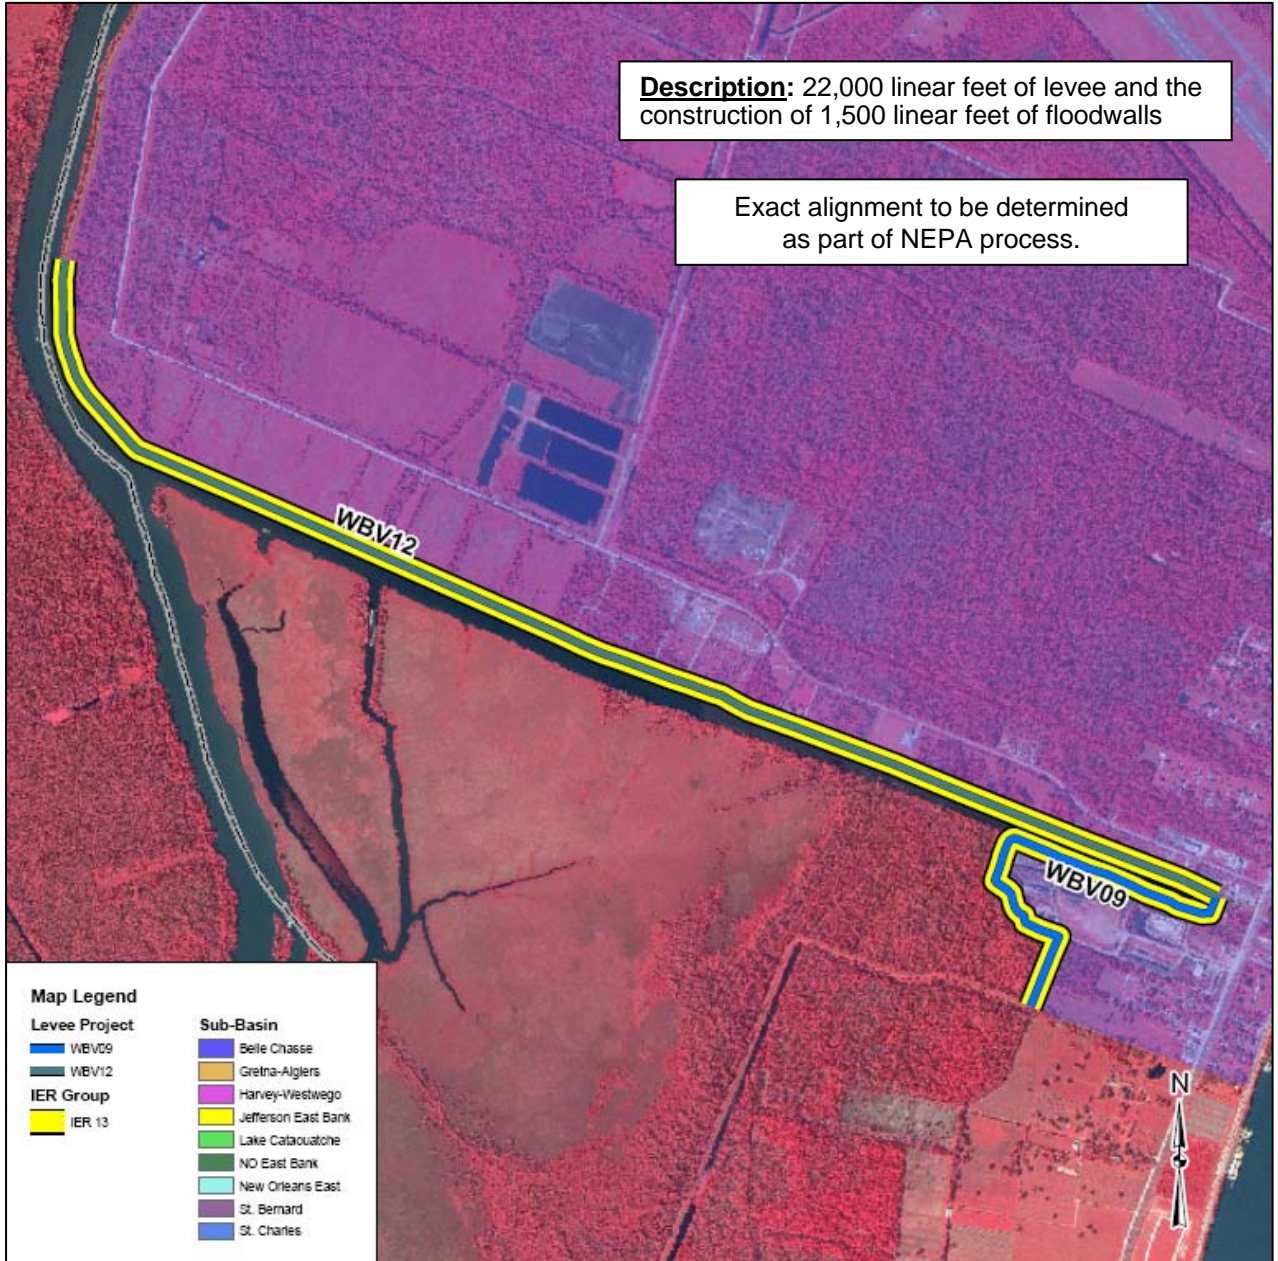 Description: 22,000 linear feet of levee and the
construction of 1,500 linear feet of floodwalls
Exact alignment to be determined
as part of NEPA process.
WBV12
WBV09
Map Legend
Levee Project
WBV09
WBV12
IER Group
IER 13
Sub-Basin
Belle Chasse
Gretna-Algiers
Harvey-Westwego
Jefferson East Bank
Lake Cataouatche
NO East Bank
New Orleans East
St. Bernard
St. Charles
N